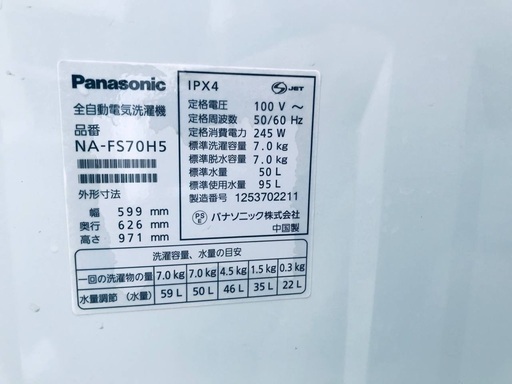 Panasonic
全自動電気洗濯機
品番
NA-FS70H5
外形寸法
幅 599 mm
奥行 626 mm
高さ 971 mm
IPX4
S JET
定格電圧 100 V ～
定格周波数 50/60 Hz
定格消費電力 245 W
標準洗濯容量 7.0 kg
標準脱水容量 7.0 kg
標準水量 50 L
標準使用水量 95 L
製造番号 1253702211
PS E パナソニック株式会社
中国製
洗濯容量、水量の目安
一回の洗濯物の量 7.0 kg 7.0 kg 4.5 kg 1.5 kg 0.3 kg
水量調節（水量） 59 L 50 L 46 L 35 L 22 L